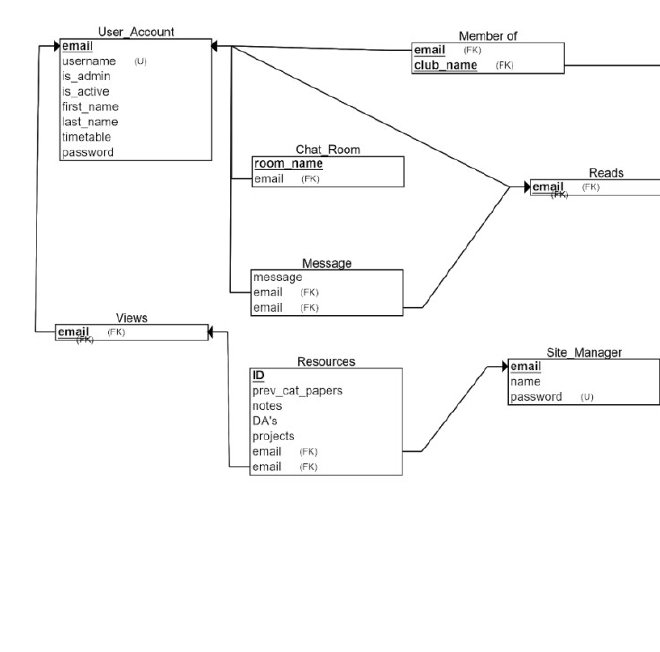 User_Account
email
username (U)
is_admin
is_active
first_name
last_name
timetable
password
Member of
email (FK)
club_name (FK)
Chat_Room
room_name
email (FK)
Reads
email (FK)
(FK)
Message
message
email (FK)
email (FK)
Views
email (FK)
(FK)
Resources
ID
prev_cat_papers
notes
DA's
projects
email (FK)
email (FK)
Site_Manager
email
name
password (U)